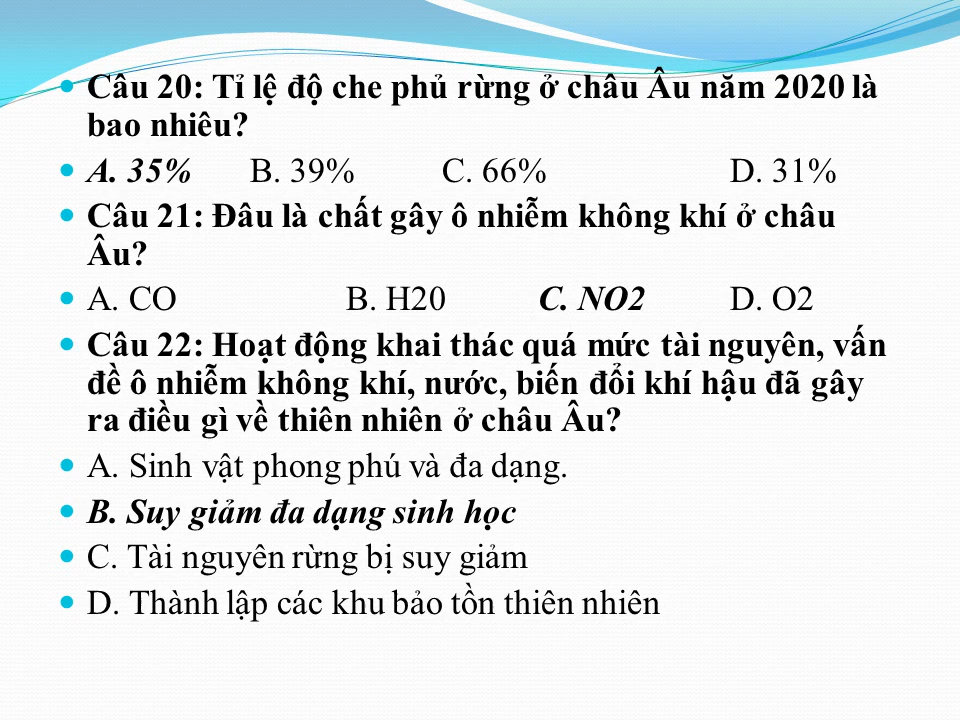 Câu 20: Tỉ lệ độ che phủ rừng ở châu Âu năm 2020 là
bao nhiêu?
A. 35% B. 39% C. 66% D. 31%
Câu 21: Đâu là chất gây ô nhiễm không khí ở châu
Âu?
A. CO B. H20 C. NO2 D. O2
Câu 22: Hoạt động khai thác quá mức tài nguyên, vấn
đề ô nhiễm không khí, nước, biến đổi khí hậu đã gây
ra điều gì về thiên nhiên ở châu Âu?
A. Sinh vật phong phú và đa dạng.
B. Suy giảm đa dạng sinh học
C. Tài nguyên rừng bị suy giảm
D. Thành lập các khu bảo tồn thiên nhiên